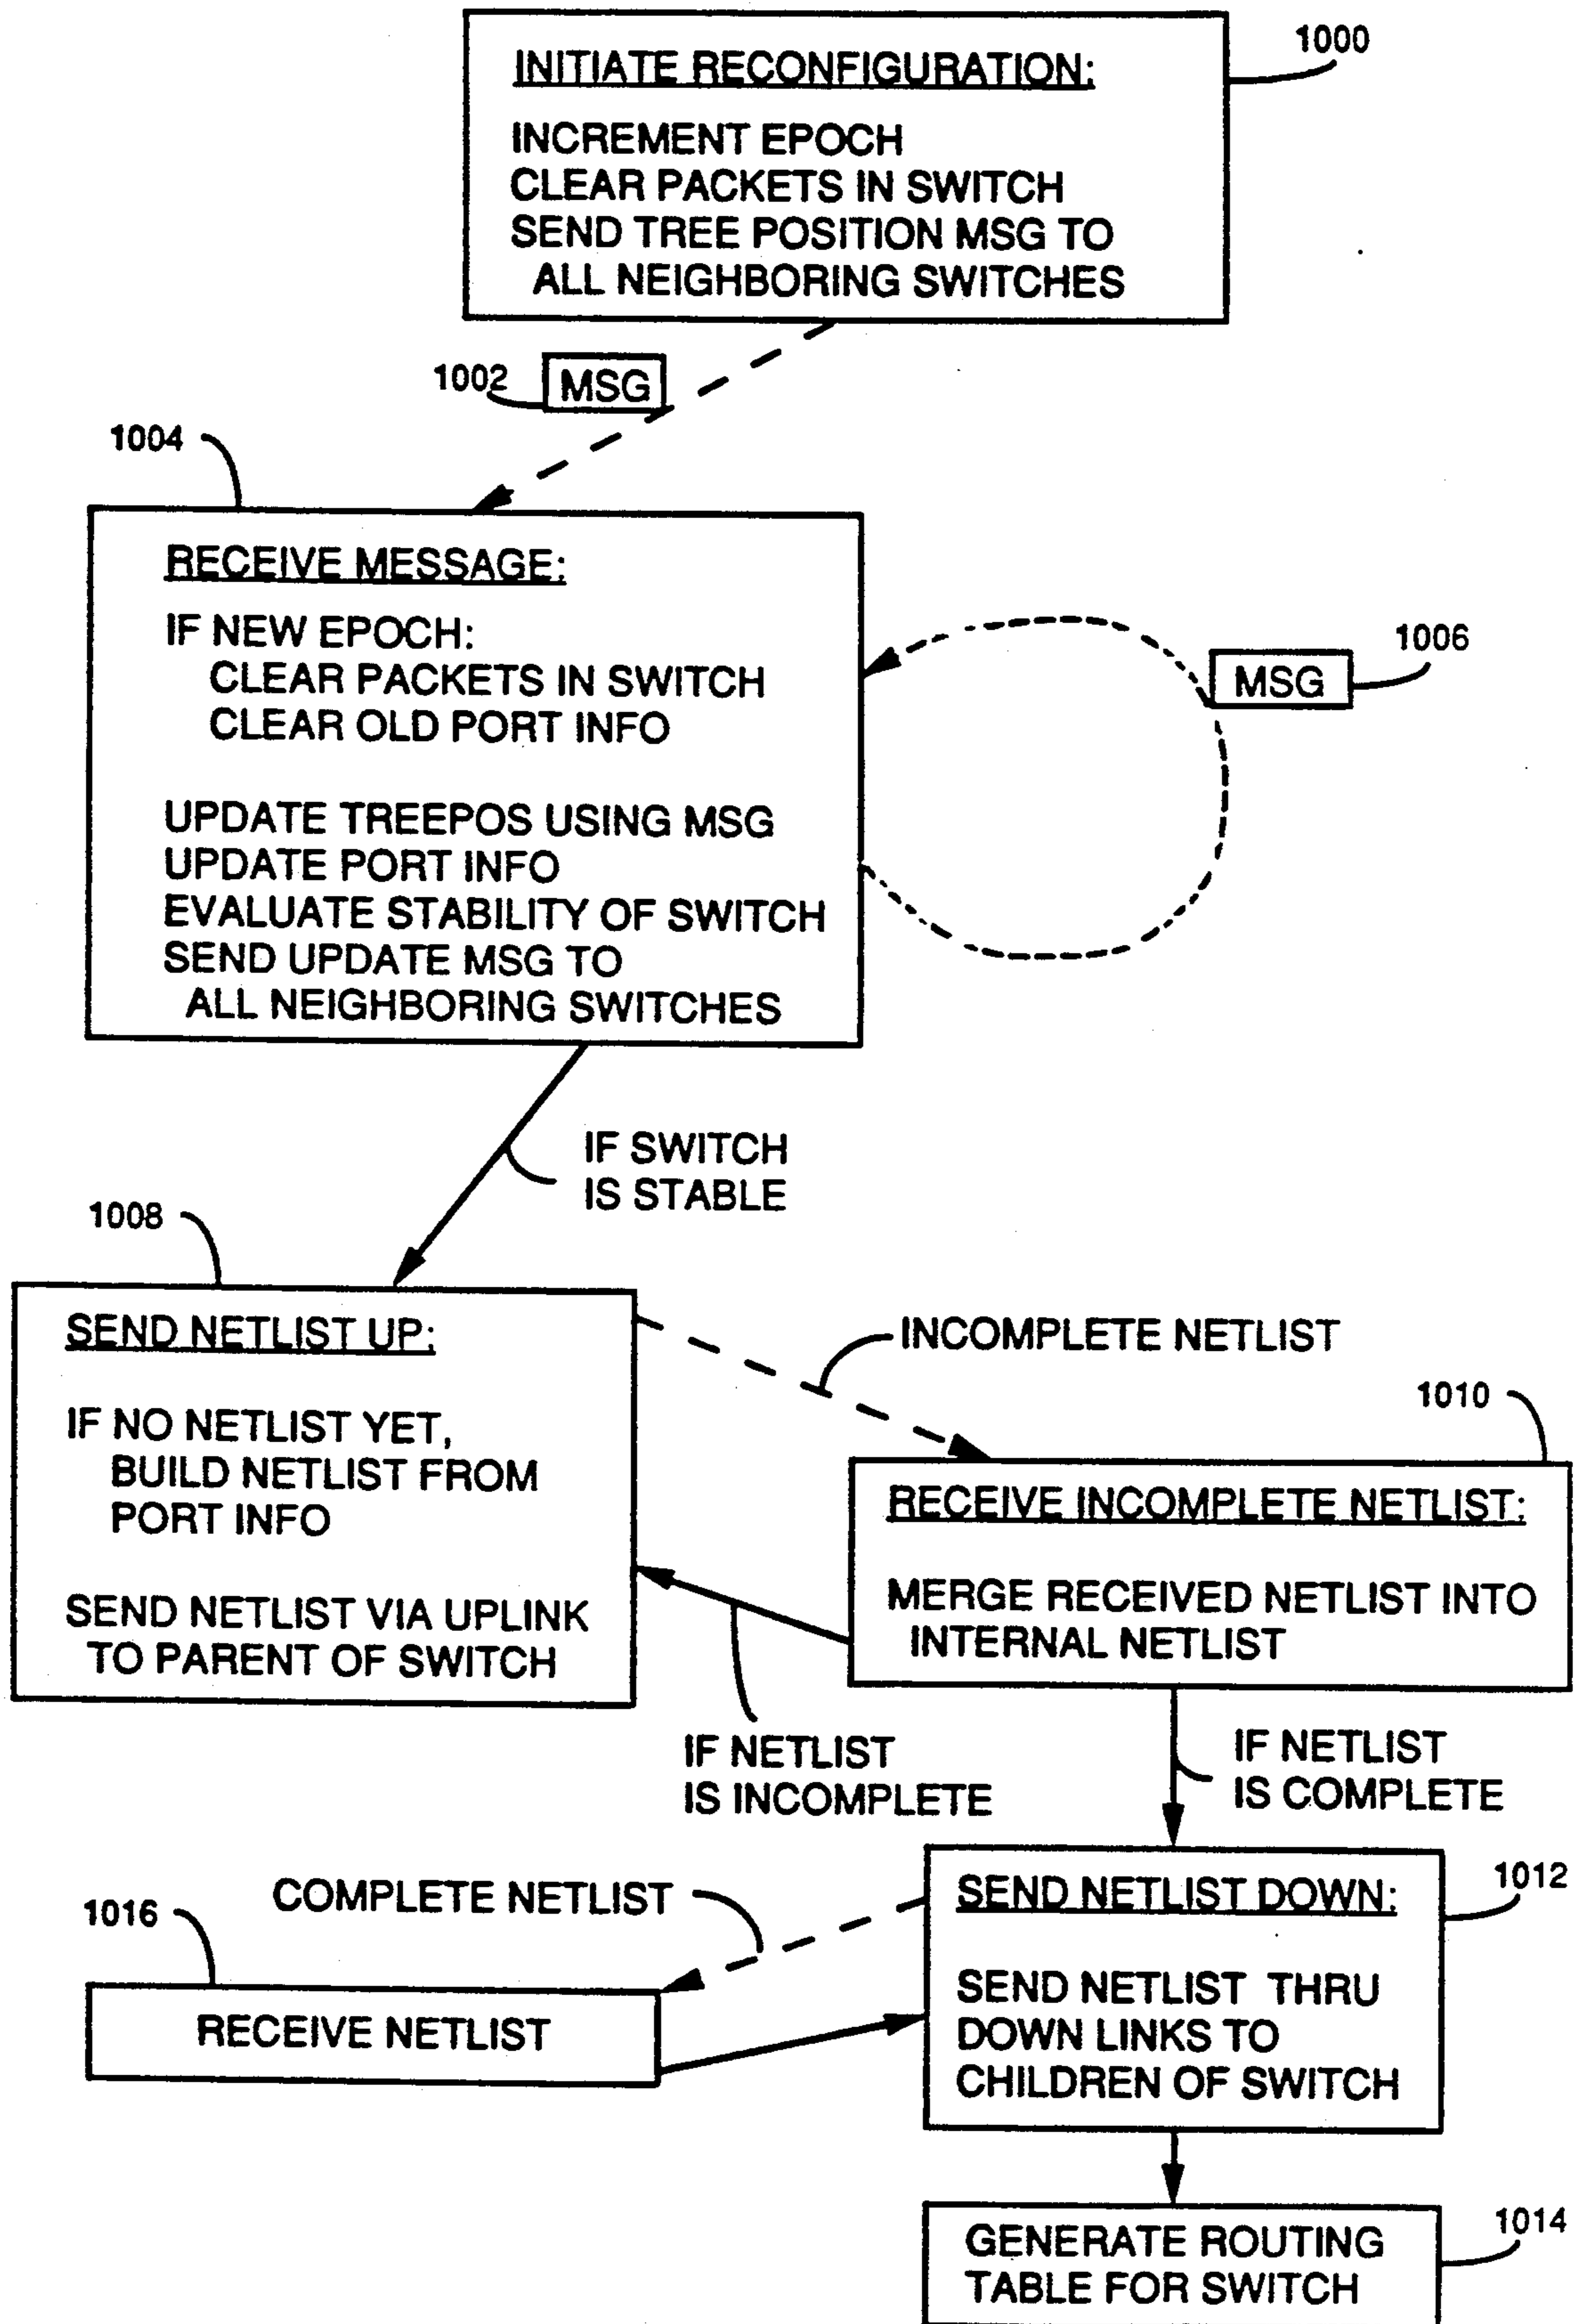 1000
INITIATE RECONFIGURATION:
INCREMENT EPOCH
CLEAR PACKETS IN SWITCH
SEND TREE POSITION MSG TO
ALL NEIGHBORING SWITCHES
1002
MSG
1004
RECEIVE MESSAGE:
IF NEW EPOCH:
CLEAR PACKETS IN SWITCH
CLEAR OLD PORT INFO
UPDATE TREEPOS USING MSG
UPDATE PORT INFO
EVALUATE STABILITY OF SWITCH
SEND UPDATE MSG TO
ALL NEIGHBORING SWITCHES
1006
MSG
IF SWITCH
IS STABLE
1008
SEND NETLIST UP:
IF NO NETLIST YET,
BUILD NETLIST FROM
PORT INFO
SEND NETLIST VIA UPLINK
TO PARENT OF SWITCH
INCOMPLETE NETLIST
1010
RECEIVE INCOMPLETE NETLIST:
MERGE RECEIVED NETLIST INTO
INTERNAL NETLIST
IF NETLIST
IS INCOMPLETE
IF NETLIST
IS COMPLETE
COMPLETE NETLIST
1016
RECEIVE NETLIST
1012
SEND NETLIST DOWN:
SEND NETLIST THRU
DOWN LINKS TO
CHILDREN OF SWITCH
1014
GENERATE ROUTING
TABLE FOR SWITCH